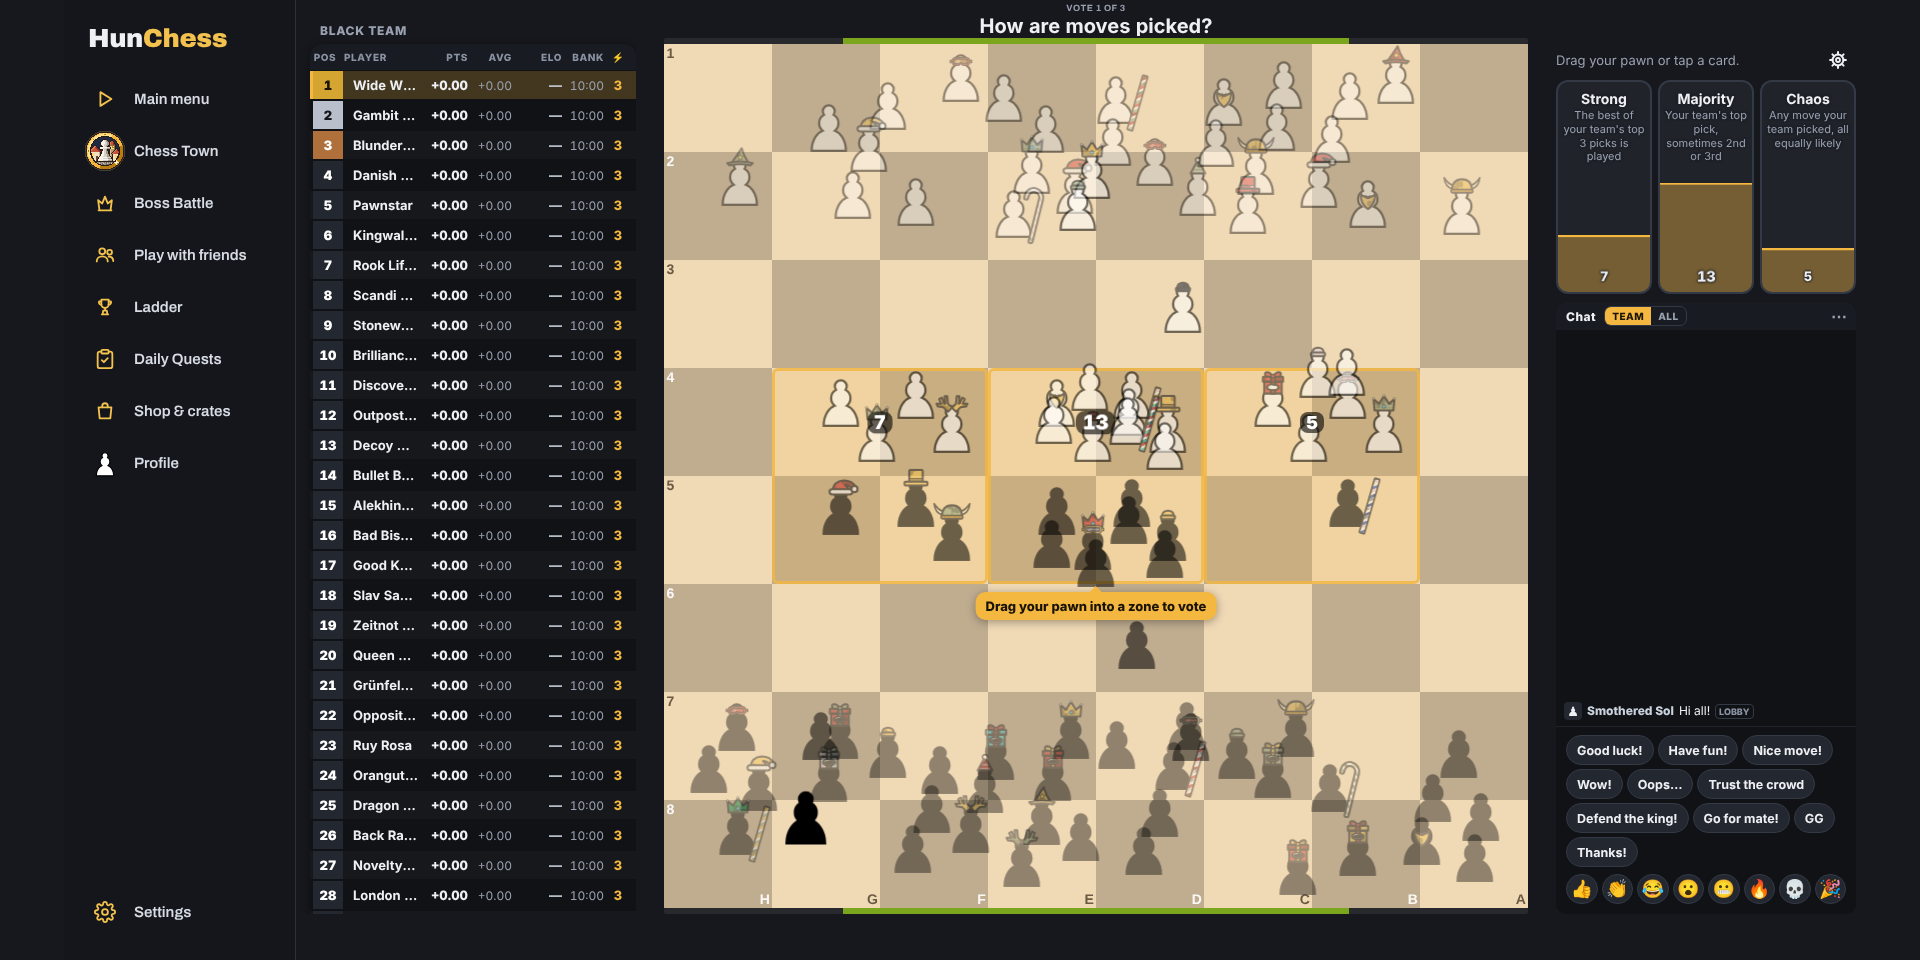 HunChess
Main menu
Chess Town
Boss Battle
Play with friends
Ladder
Daily Quests
Shop & crates
Profile
Settings
BLACK TEAM
POS PLAYER PTS AVG ELO BANK ⚡
1 Wide W... +0.00 +0.00 — 10:00 3
2 Gambit ... +0.00 +0.00 — 10:00 3
3 Blunder... +0.00 +0.00 — 10:00 3
4 Danish ... +0.00 +0.00 — 10:00 3
5 Pawnstar +0.00 +0.00 — 10:00 3
6 Kingwal... +0.00 +0.00 — 10:00 3
7 Rook Lif... +0.00 +0.00 — 10:00 3
8 Scandi ... +0.00 +0.00 — 10:00 3
9 Stonew... +0.00 +0.00 — 10:00 3
10 Brillianc... +0.00 +0.00 — 10:00 3
11 Discove... +0.00 +0.00 — 10:00 3
12 Outpost... +0.00 +0.00 — 10:00 3
13 Decoy ... +0.00 +0.00 — 10:00 3
14 Bullet B... +0.00 +0.00 — 10:00 3
15 Alekhin... +0.00 +0.00 — 10:00 3
16 Bad Bis... +0.00 +0.00 — 10:00 3
17 Good K... +0.00 +0.00 — 10:00 3
18 Slav Sa... +0.00 +0.00 — 10:00 3
19 Zeitnot ... +0.00 +0.00 — 10:00 3
20 Queen ... +0.00 +0.00 — 10:00 3
21 Grünfel... +0.00 +0.00 — 10:00 3
22 Opposit... +0.00 +0.00 — 10:00 3
23 Ruy Rosa +0.00 +0.00 — 10:00 3
24 Orangut... +0.00 +0.00 — 10:00 3
25 Dragon ... +0.00 +0.00 — 10:00 3
26 Back Ra... +0.00 +0.00 — 10:00 3
27 Novelty... +0.00 +0.00 — 10:00 3
28 London ... +0.00 +0.00 — 10:00 3
VOTE 1 OF 3
How are moves picked?
1
2
3
4
7 13 5
5
Drag your pawn into a zone to vote
6
7
8
H G F E D C B A
Drag your pawn or tap a card.
Strong
The best of
your team's top
3 picks is
played
7
Majority
Your team's top
pick,
sometimes 2nd
or 3rd
13
Chaos
Any move your
team picked, all
equally likely
5
Chat TEAM ALL ...
Smothered Sol Hi all! LOBBY
Good luck! Have fun! Nice move!
Wow! Oops... Trust the crowd
Defend the king! Go for mate! GG
Thanks!